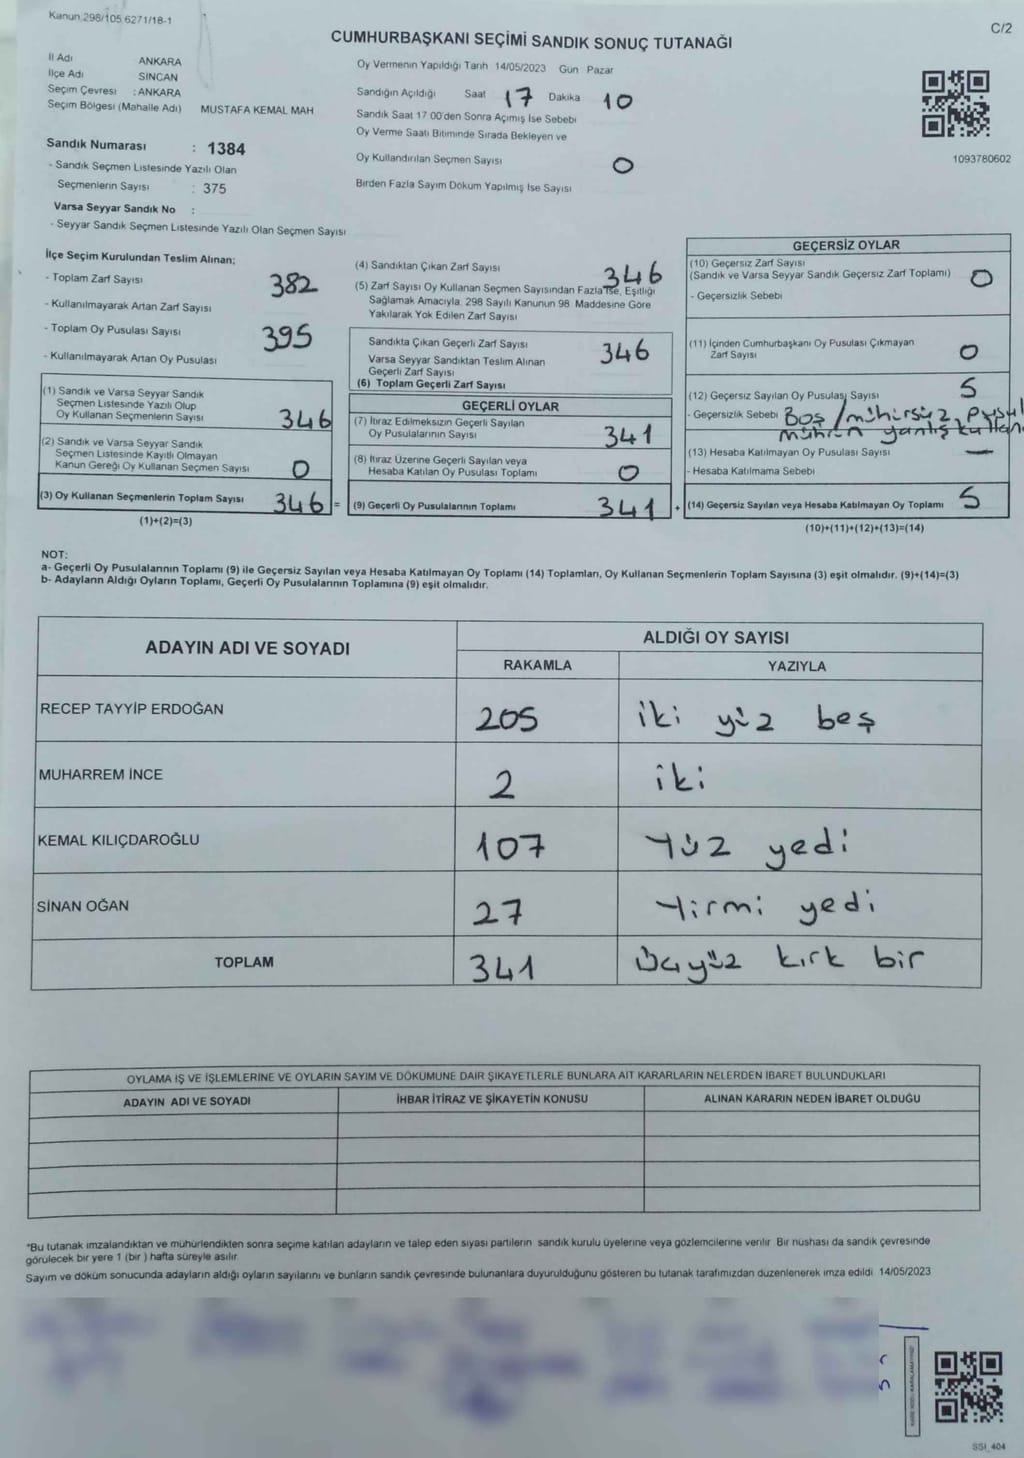 Kanun 298/105 6271/18-1
C/2
CUMHURBAŞKANI SEÇİMİ SANDIK SONUÇ TUTANAĞI
İl Adı ANKARA
İlçe Adı SİNCAN
Seçim Çevresi : ANKARA
Seçim Bölgesi (Mahalle Adı) MUSTAFA KEMAL MAH
Sandık Numarası : 1384
- Sandık Seçmen Listesinde Yazılı Olan
Seçmenlerin Sayısı : 375
Varsa Seyyar Sandık No :
- Seyyar Sandık Seçmen Listesinde Yazılı Olan Seçmen Sayısı
Oy Vermenin Yapıldığı Tarih 14/05/2023 Gün Pazar
Sandığın Açıldığı Saat 17 Dakika 10
Sandık Saat 17 00'den Sonra Açımış İse Sebebi
Oy Verme Saati Bitiminde Sırada Bekleyen ve
Oy Kullandırılan Seçmen Sayısı 0
Birden Fazla Sayım Döküm Yapılmış İse Sayısı
1093780602
İlçe Seçim Kurulundan Teslim Alınan;
- Toplam Zarf Sayısı 382
- Kullanılmayarak Artan Zarf Sayısı
- Toplam Oy Pusulası Sayısı 395
- Kullanılmayarak Artan Oy Pusulası
(1) Sandık ve Varsa Seyyar Sandık
Seçmen Listesinde Yazılı Olup
Oy Kullanan Seçmenlerin Sayısı 346
(2) Sandık ve Varsa Seyyar Sandık
Seçmen Listesinde Kayıtlı Olmayan
Kanun Gereği Oy Kullanan Seçmen Sayısı 0
(3) Oy Kullanan Seçmenlerin Toplam Sayısı 346 =
(1)+(2)=(3)
(4) Sandıktan Çıkan Zarf Sayısı 346
(5) Zarf Sayısı Oy Kullanan Seçmen Sayısından Fazla İse, Eşitliği
Sağlamak Amacıyla 298 Sayılı Kanunun 98 Maddesine Göre
Yakılarak Yok Edilen Zarf Sayısı
Sandıkta Çıkan Geçerli Zarf Sayısı 346
Varsa Seyyar Sandıktan Teslim Alınan
Geçerli Zarf Sayısı
(6) Toplam Geçerli Zarf Sayısı
GEÇERLİ OYLAR
(7) İtiraz Edilmeksizin Geçerli Sayılan
Oy Pusulalarının Sayısı 341
(8) İtiraz Üzerine Geçerli Sayılan veya
Hesaba Katılan Oy Pusulası Toplamı 0
(9) Geçerli Oy Pusulalarının Toplamı 341 +
GEÇERSİZ OYLAR
(10) Geçersiz Zarf Sayısı
(Sandık ve Varsa Seyyar Sandık Geçersiz Zarf Toplamı) 0
- Geçersizlik Sebebi
(11) İçinden Cumhurbaşkanı Oy Pusulası Çıkmayan
Zarf Sayısı 0
(12) Geçersiz Sayılan Oy Pusulası Sayısı 5
- Geçersizlik Sebebi Boş / mühürsüz pusul
mührün yanlış kullan
(13) Hesaba Katılmayan Oy Pusulası Sayısı —
- Hesaba Katılmama Sebebi
(14) Geçersiz Sayılan veya Hesaba Katılmayan Oy Toplamı 5
(10)+(11)+(12)+(13)=(14)
NOT:
a- Geçerli Oy Pusulalarının Toplamı (9) ile Geçersiz Sayılan veya Hesaba Katılmayan Oy Toplamı (14) Toplamları, Oy Kullanan Seçmenlerin Toplam Sayısına (3) eşit olmalıdır. (9)+(14)=(3)
b- Adayların Aldığı Oyların Toplamı, Geçerli Oy Pusulalarının Toplamına (9) eşit olmalıdır.
ADAYIN ADI VE SOYADI ALDIĞI OY SAYISI
RAKAMLA YAZIYLA
RECEP TAYYİP ERDOĞAN 205 iki yüz beş
MUHARREM İNCE 2 iki
KEMAL KILIÇDAROĞLU 107 Yüz yedi
SİNAN OĞAN 27 Yirmi yedi
TOPLAM 341 Üçyüz kırk bir
OYLAMA İŞ VE İŞLEMLERİNE VE OYLARIN SAYIM VE DÖKÜMÜNE DAİR ŞİKAYETLERLE BUNLARA AİT KARARLARIN NELERDEN İBARET BULUNDUKLARI
ADAYIN ADI VE SOYADI İHBAR İTİRAZ VE ŞİKAYETİN KONUSU ALINAN KARARIN NEDEN İBARET OLDUĞU
*Bu tutanak imzalandıktan ve mühürlendikten sonra seçime katılan adayların ve talep eden siyasi partilerin sandık kurulu üyelerine veya gözlemcilerine verilir Bir nüshası da sandık çevresinde
görülecek bir yere 1 (bir ) hafta süreyle asılır
Sayım ve döküm sonucunda adayların aldığı oyların sayılarını ve bunların sandık çevresinde bulunanlara duyurulduğunu gösteren bu tutanak tarafımızdan düzenlenerek imza edildi 14/05/2023
SSI_404